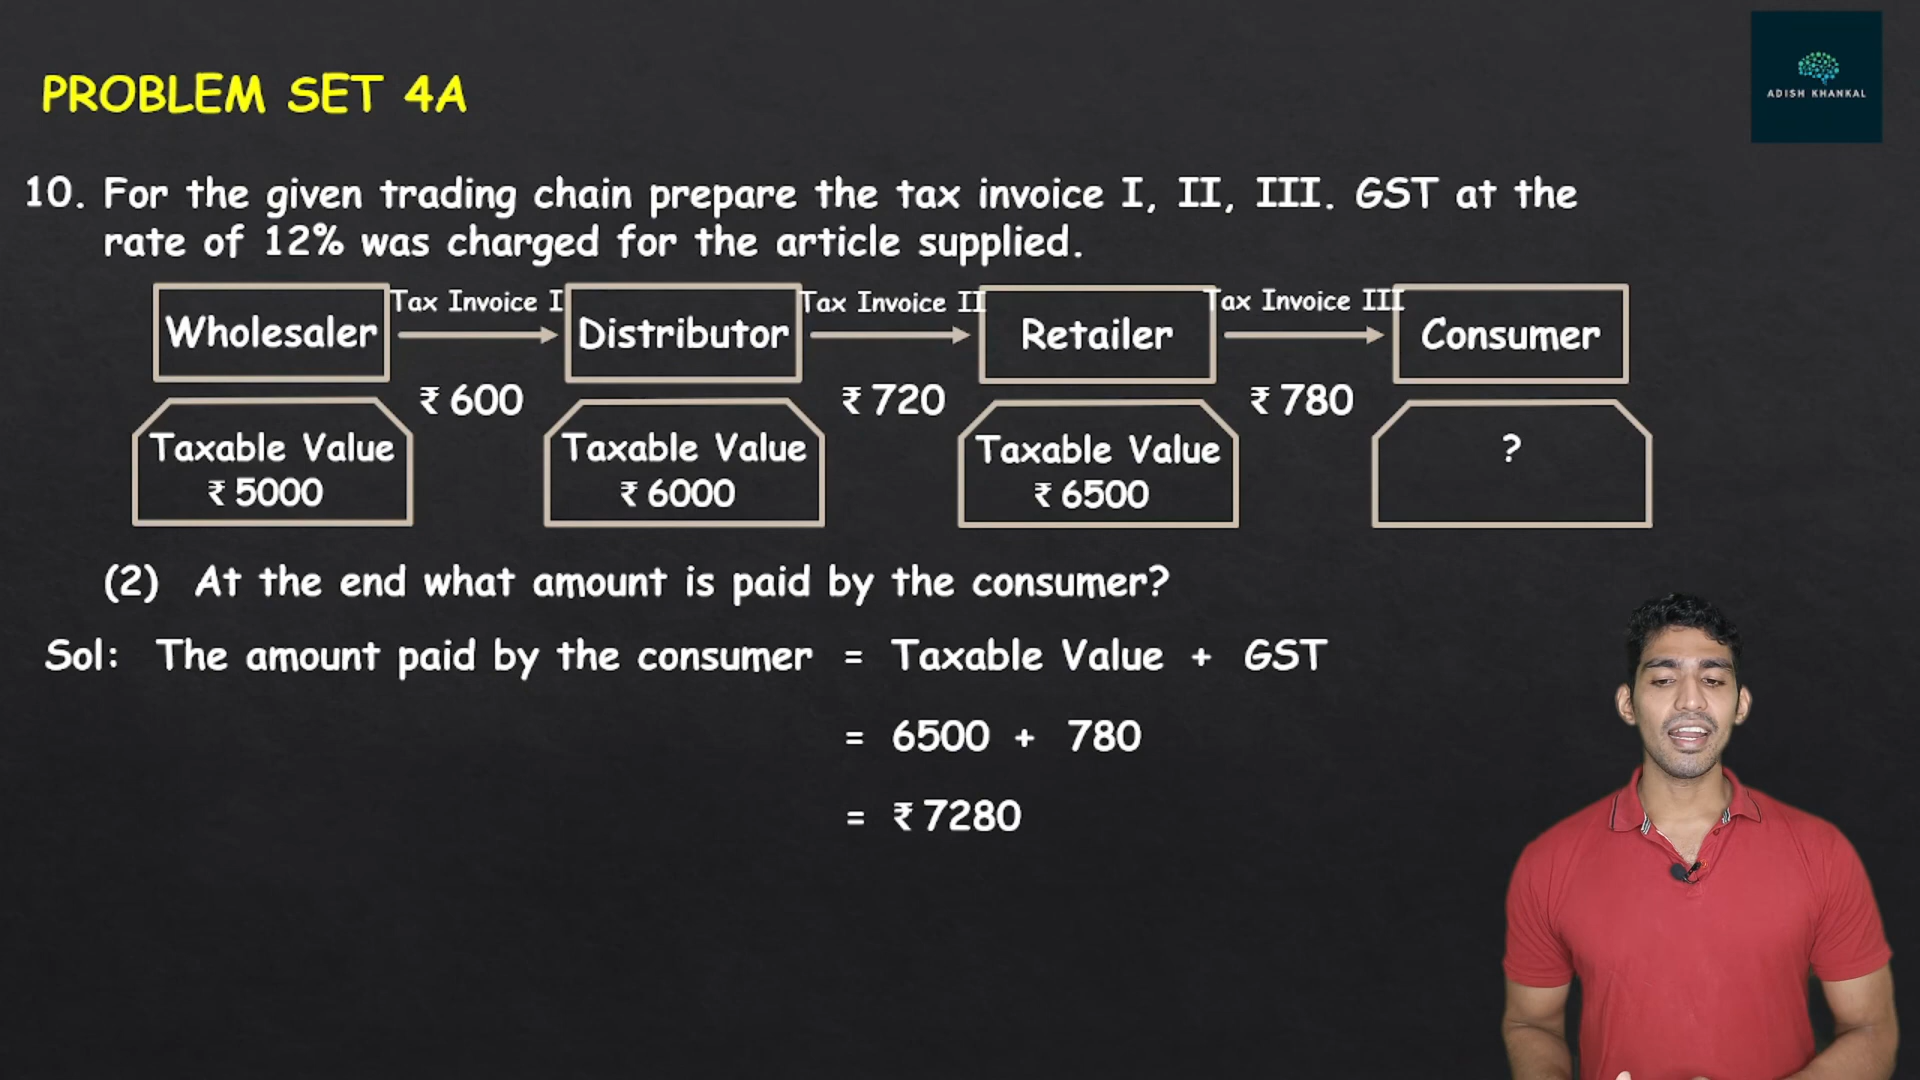 PROBLEM SET 4A
ADISH KHANKAL
10. For the given trading chain prepare the tax invoice I, II, III. GST at the
rate of 12% was charged for the article supplied.
Tax Invoice I Tax Invoice II Tax Invoice III
Wholesaler Distributor Retailer Consumer
₹ 600 ₹ 720 ₹ 780
Taxable Value Taxable Value Taxable Value ?
₹ 5000 ₹ 6000 ₹ 6500
(2) At the end what amount is paid by the consumer?
Sol: The amount paid by the consumer = Taxable Value + GST
= 6500 + 780
= ₹ 7280